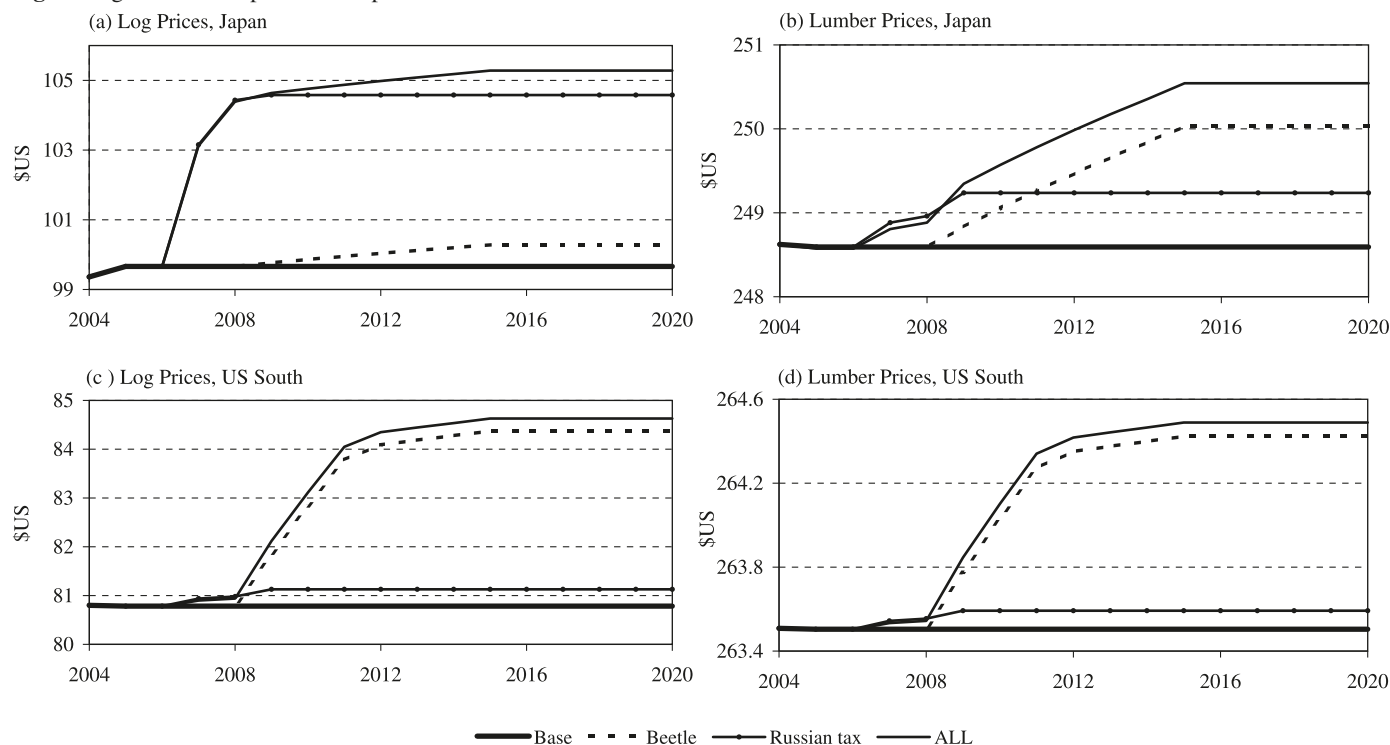 (a) Log Prices, Japan
105
103
101
99
$US
2004 2008 2012 2016 2020
(b) Lumber Prices, Japan
251
250
249
248
$US
2004 2008 2012 2016 2020
(c ) Log Prices, US South
85
84
83
82
81
80
$US
2004 2008 2012 2016 2020
(d) Lumber Prices, US South
264.6
264.2
263.8
263.4
$US
2004 2008 2012 2016 2020
Base Beetle Russian tax ALL